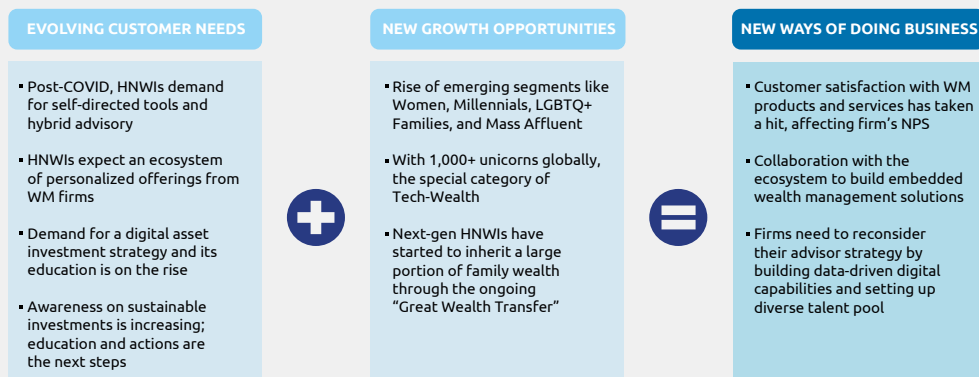 EVOLVING CUSTOMER NEEDS
▪ Post-COVID, HNWIs demand
for self-directed tools and
hybrid advisory
▪ HNWIs expect an ecosystem
of personalized offerings from
WM firms
▪ Demand for a digital asset
investment strategy and its
education is on the rise
▪ Awareness on sustainable
investments is increasing;
education and actions are
the next steps
+
NEW GROWTH OPPORTUNITIES
▪ Rise of emerging segments like
Women, Millennials, LGBTQ+
Families, and Mass Affluent
▪ With 1,000+ unicorns globally,
the special category of
Tech-Wealth
▪ Next-gen HNWIs have
started to inherit a large
portion of family wealth
through the ongoing
“Great Wealth Transfer”
=
NEW WAYS OF DOING BUSINESS
▪ Customer satisfaction with WM
products and services has taken
a hit, affecting firm’s NPS
▪ Collaboration with the
ecosystem to build embedded
wealth management solutions
▪ Firms need to reconsider
their advisor strategy by
building data-driven digital
capabilities and setting up
diverse talent pool